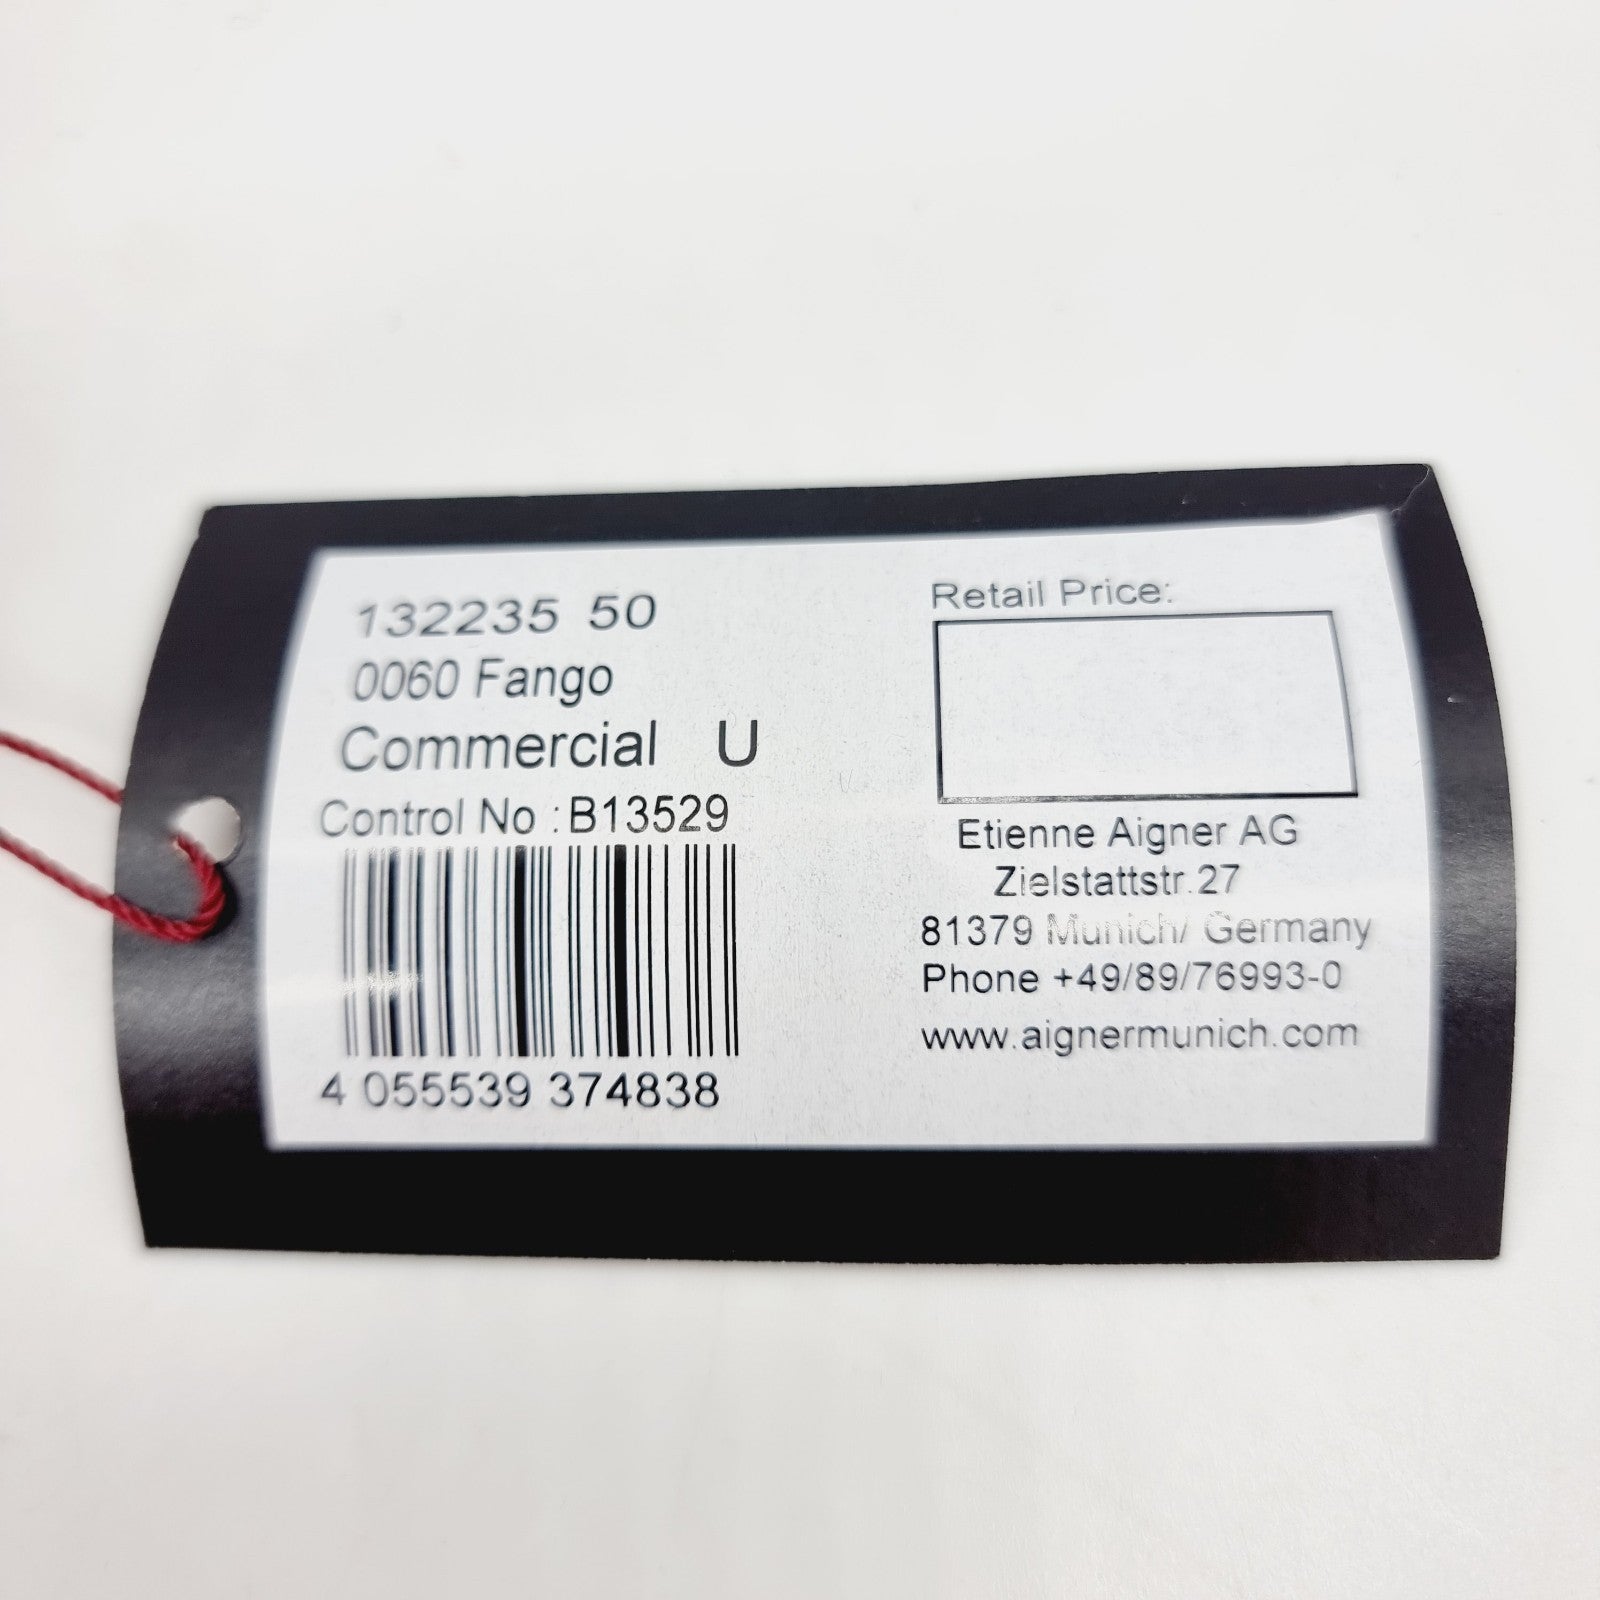 132235 50
0060 Fango
Commercial U
Control No : B13529
4 055539 374838
Retail Price:
Etienne Aigner AG
Zielstattstr.27
81379 Munich/ Germany
Phone +49/89/76993-0
www.aignermunich.com